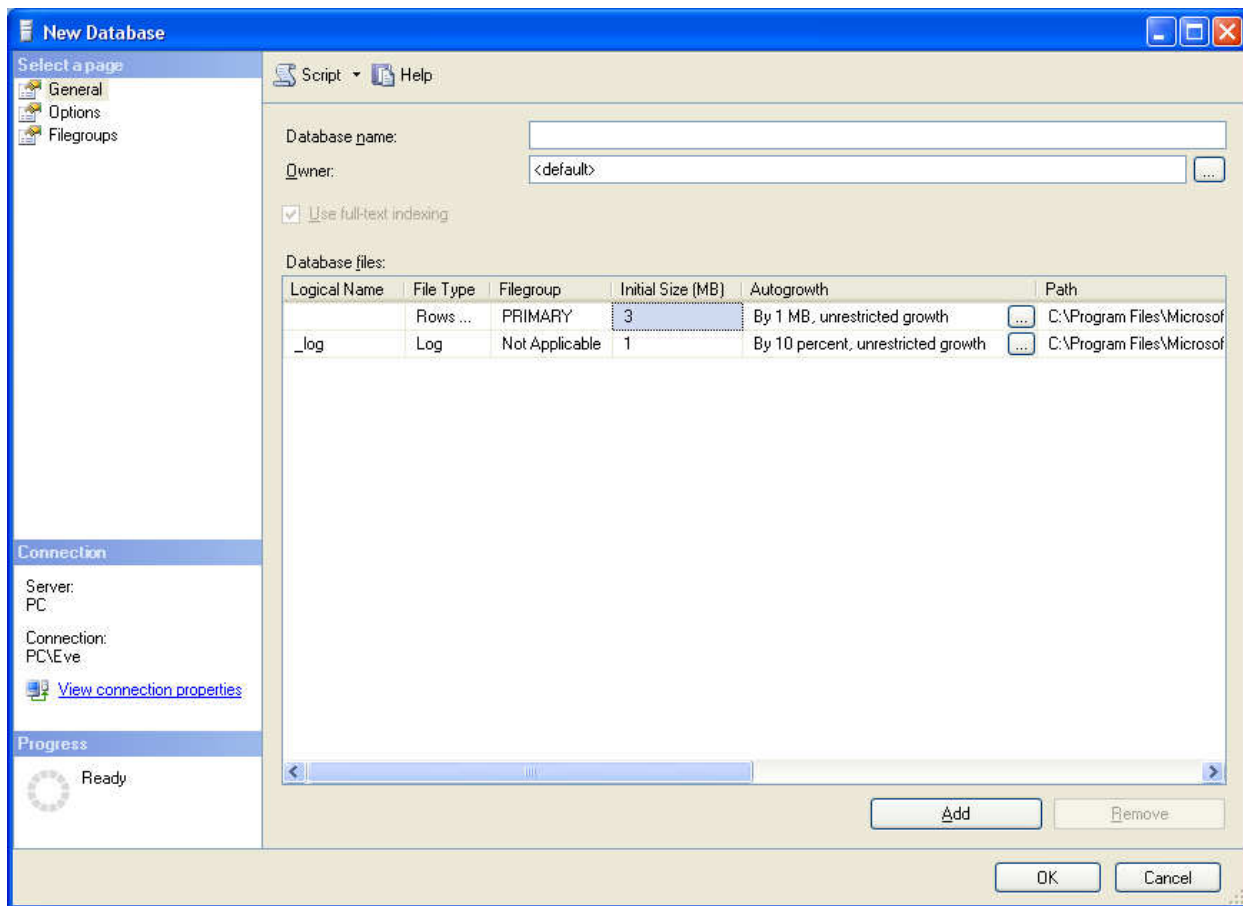 New Database
Select a page
General
Options
Filegroups
Script Help
Database name:
Owner: <default> ...
Use full-text indexing
Database files:
Logical Name File Type Filegroup Initial Size (MB) Autogrowth Path
Rows ... PRIMARY 3 By 1 MB, unrestricted growth ... C:\Program Files\Microsof
_log Log Not Applicable 1 By 10 percent, unrestricted growth ... C:\Program Files\Microsof
Connection
Server:
PC
Connection:
PC\Eve
View connection properties
Progress
Ready
Add Remove
OK Cancel